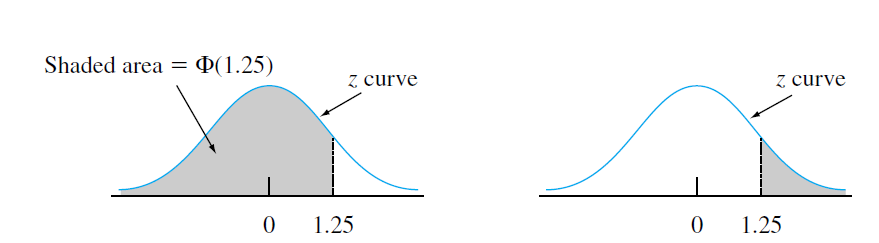 Shaded area = Φ(1.25)
z curve
0 1.25
z curve
0 1.25